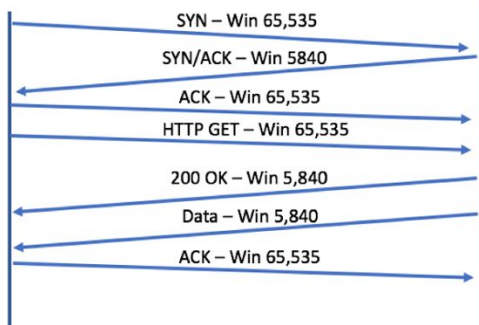 SYN – Win 65,535
SYN/ACK – Win 5840
ACK – Win 65,535
HTTP GET – Win 65,535
200 OK – Win 5,840
Data – Win 5,840
ACK – Win 65,535